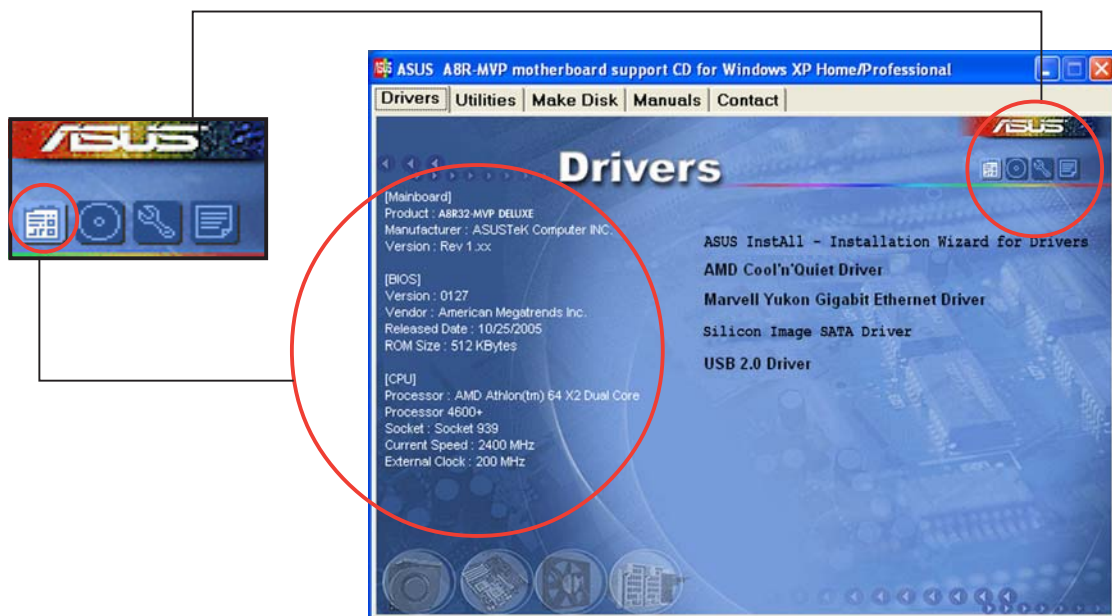 ASUS A8R-MVP motherboard support CD for Windows XP Home/Professional
Drivers
Utilities
Make Disk
Manuals
Contact
ASUS
ASUS
Drivers
[Mainboard]
Product : A8R32-MVP DELUXE
Manufacturer : ASUSTeK Computer INC.
Version : Rev 1.xx
[BIOS]
Version : 0127
Vendor : American Megatrends Inc.
Released Date : 10/25/2005
ROM Size : 512 KBytes
[CPU]
Processor : AMD Athlon(tm) 64 X2 Dual Core
Processor 4600+
Socket : Socket 939
Current Speed : 2400 MHz
External Clock : 200 MHz
ASUS InstAll - Installation Wizard for Drivers
AMD Cool'n'Quiet Driver
Marvell Yukon Gigabit Ethernet Driver
Silicon Image SATA Driver
USB 2.0 Driver